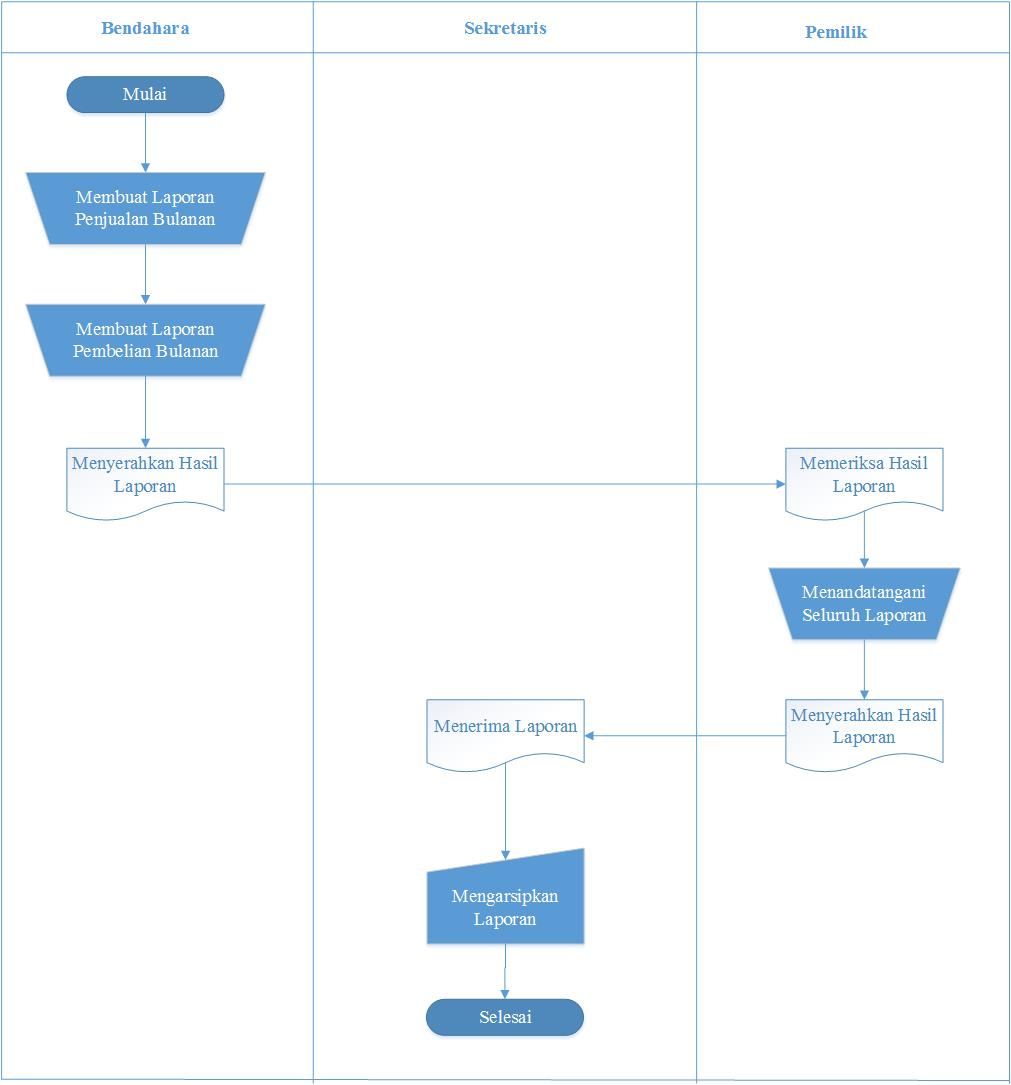 Bendahara
Sekretaris
Pemilik
Mulai
Membuat Laporan
Penjualan Bulanan
Membuat Laporan
Pembelian Bulanan
Menyerahkan Hasil
Laporan
Memeriksa Hasil
Laporan
Menandatangani
Seluruh Laporan
Menyerahkan Hasil
Laporan
Menerima Laporan
Mengarsipkan
Laporan
Selesai